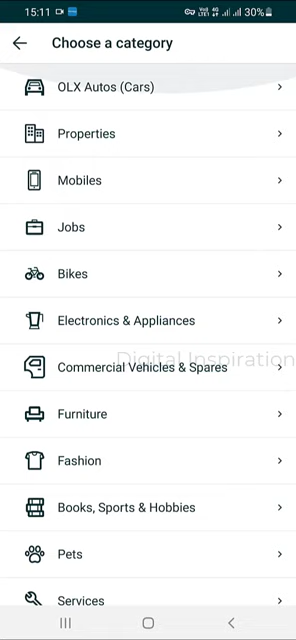 15:11 30%
Choose a category
OLX Autos (Cars)
Properties
Mobiles
Jobs
Bikes
Electronics & Appliances
Digital Inspiration
Commercial Vehicles & Spares
Furniture
Fashion
Books, Sports & Hobbies
Pets
Services